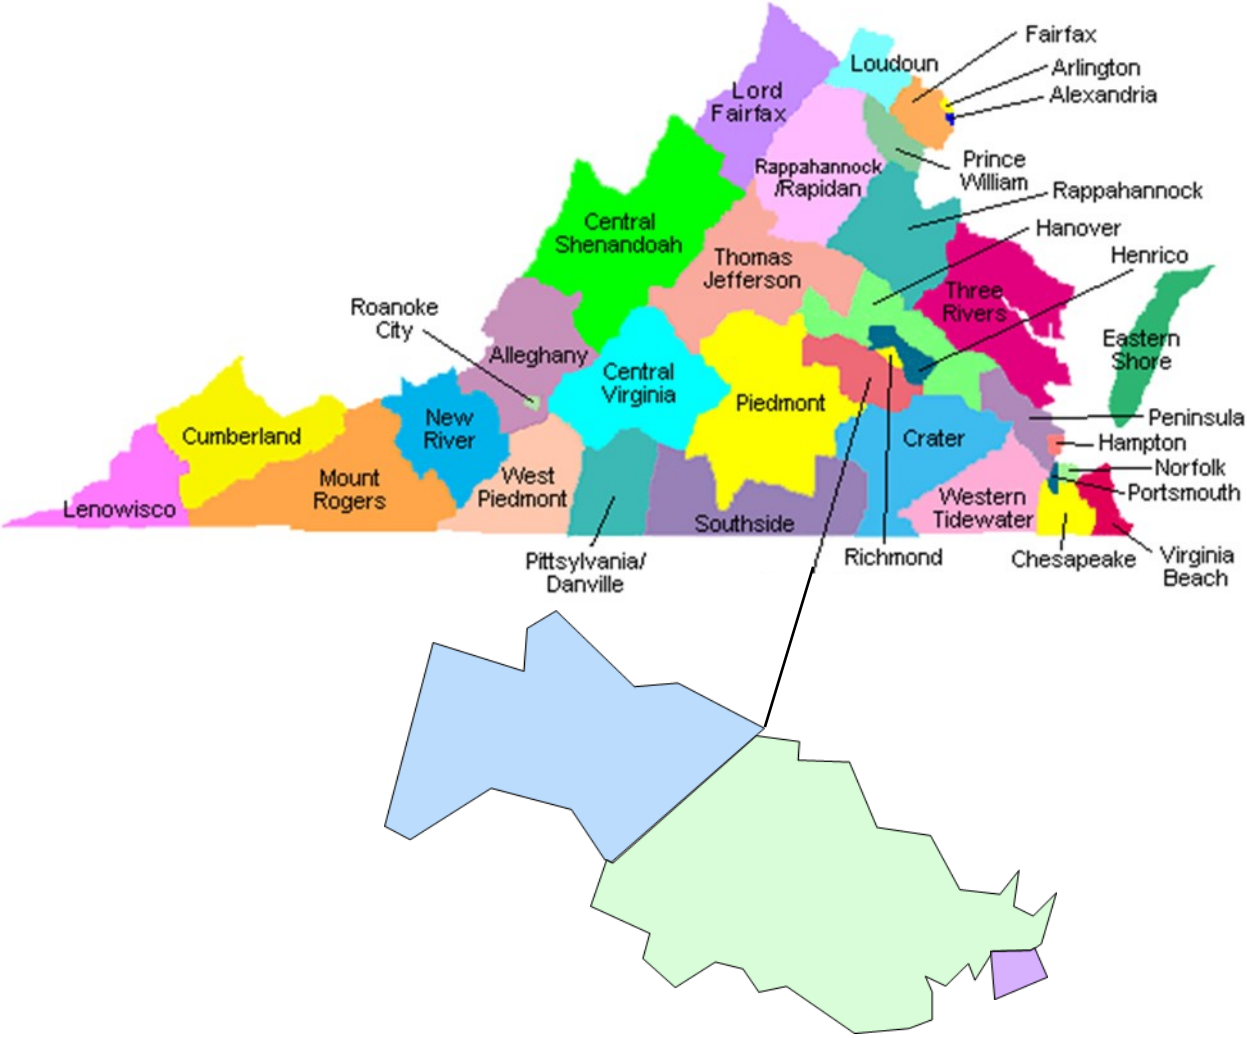 Fairfax
Loudoun
Arlington
Lord
Fairfax
Alexandria
Prince
William
Rappahannock
/Rapidan
Rappahannock
Central
Shenandoah
Hanover
Thomas
Jefferson
Henrico
Three
Rivers
Roanoke
City
Eastern
Shore
Alleghany
Central
Virginia
Piedmont
Peninsula
Cumberland
New
River
Crater
Hampton
Norfolk
Mount
Rogers
West
Piedmont
Portsmouth
Western
Tidewater
Lenowisco
Southside
Pittsylvania/
Danville
Richmond
Chesapeake
Virginia
Beach